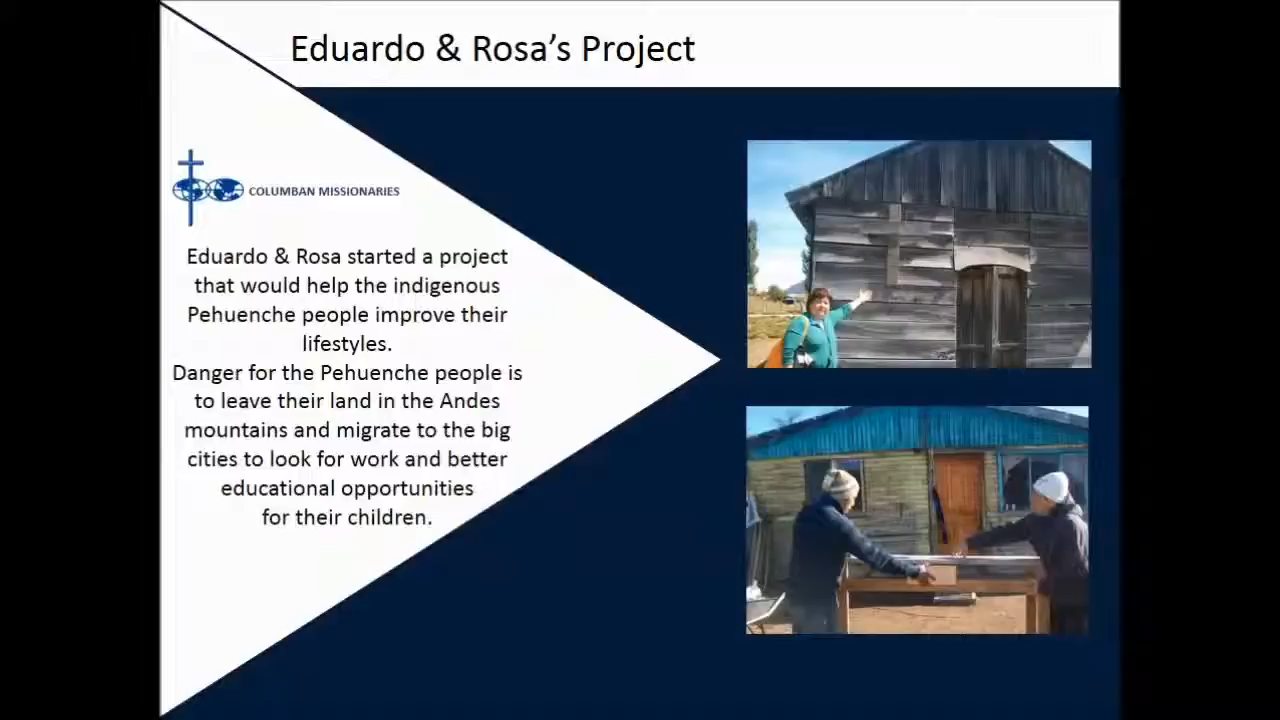 Eduardo & Rosa's Project
COLUMBAN MISSIONARIES
Eduardo & Rosa started a project
that would help the indigenous
Pehuenche people improve their
lifestyles.
Danger for the Pehuenche people is
to leave their land in the Andes
mountains and migrate to the big
cities to look for work and better
educational opportunities
for their children.